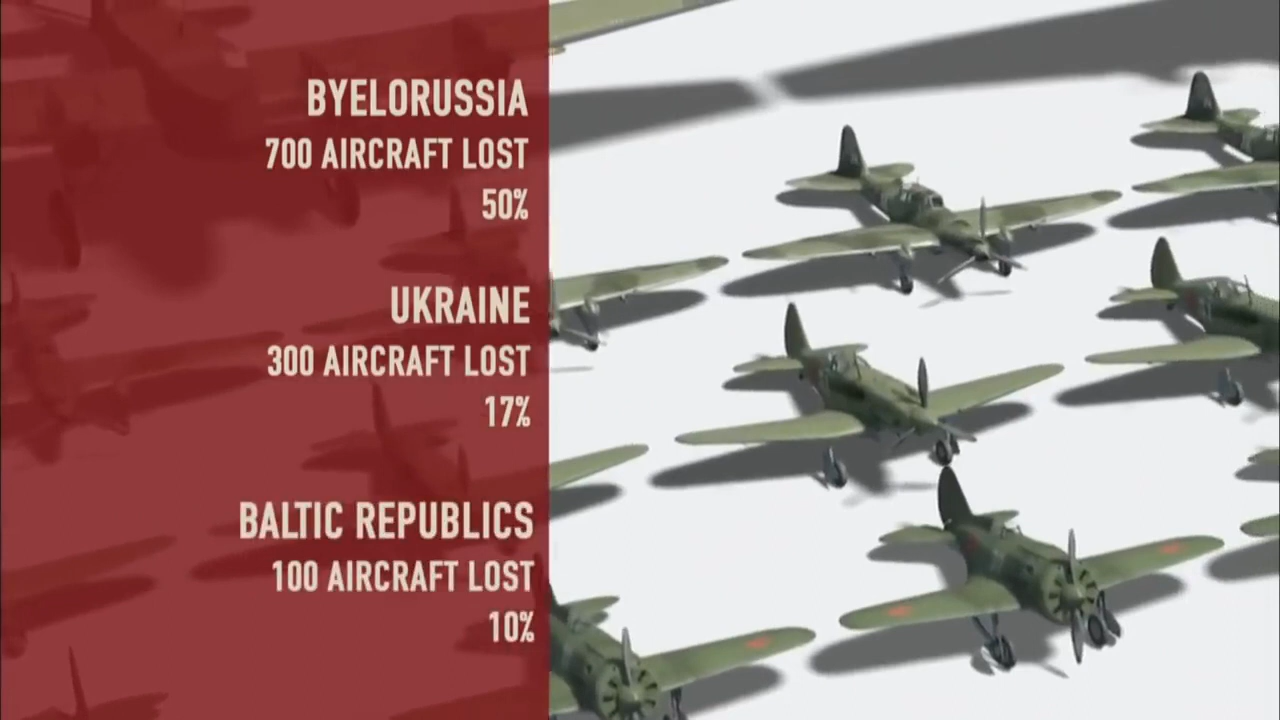 BYELORUSSIA
700 AIRCRAFT LOST
50%
UKRAINE
300 AIRCRAFT LOST
17%
BALTIC REPUBLICS
100 AIRCRAFT LOST
10%